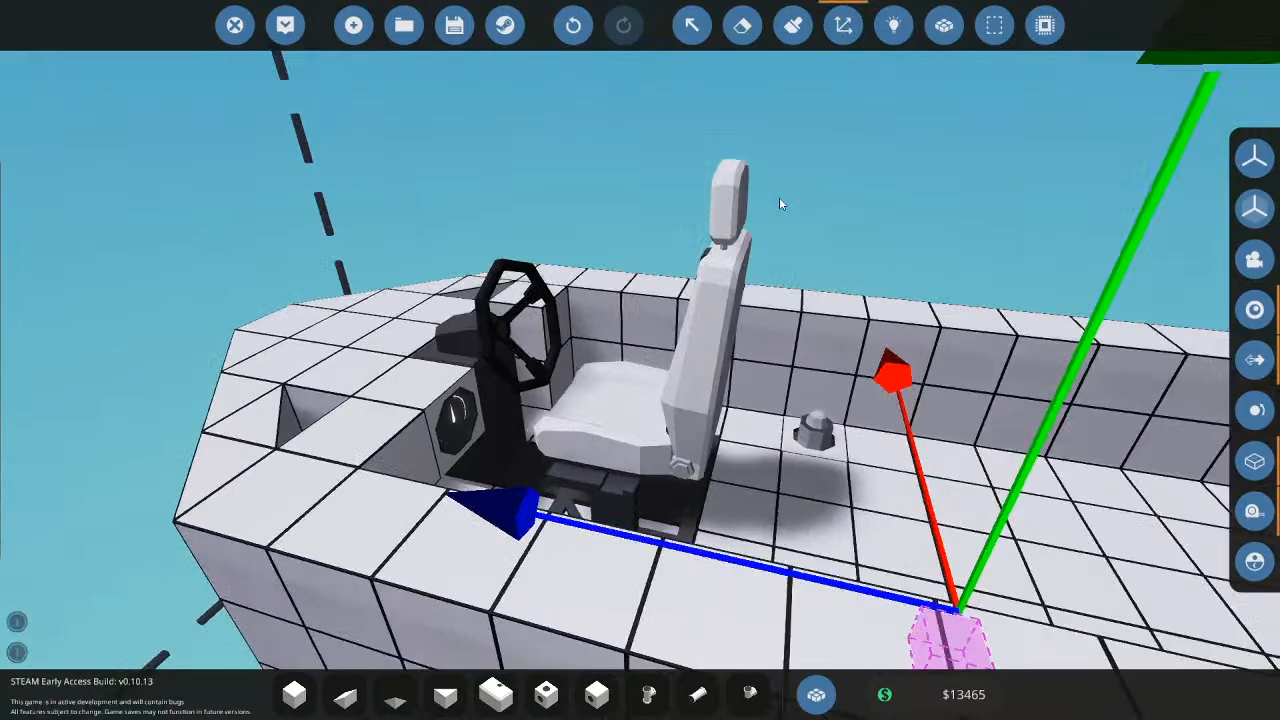 STEAM Early Access Build: v0.10.13
$13465
This game is in active development and will contain bugs
All features subject to change. Game saves may not function in future versions.